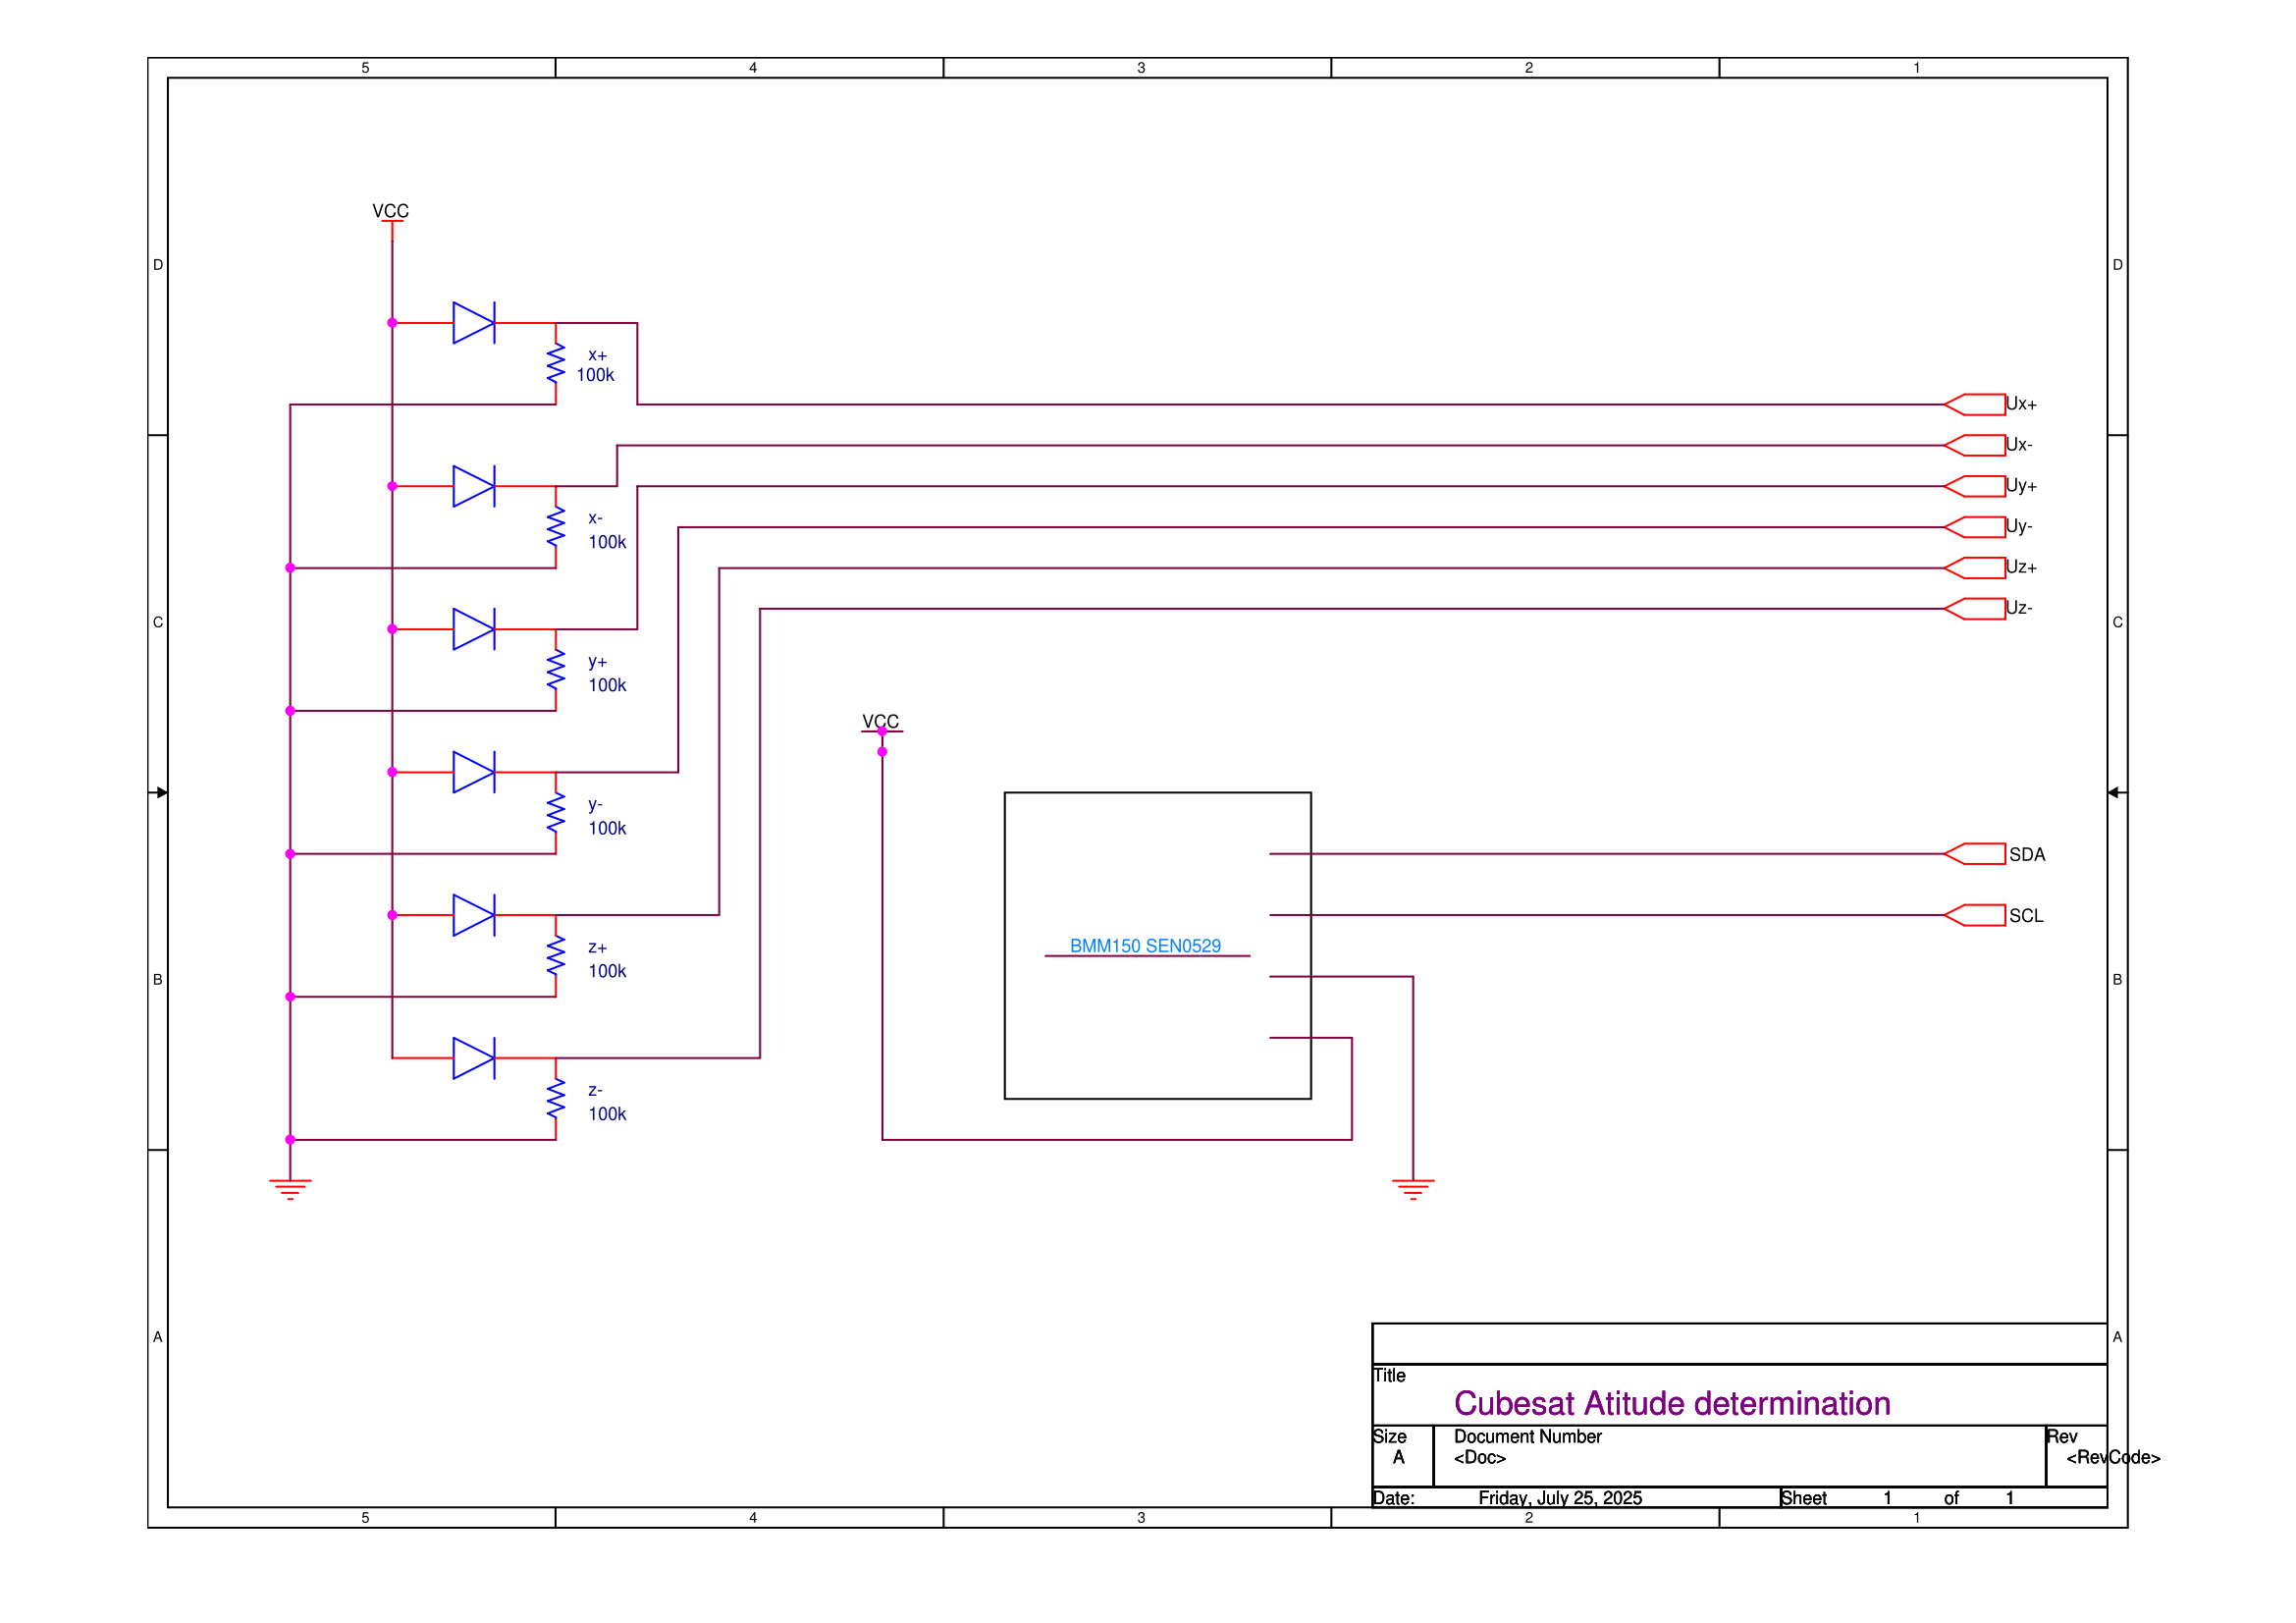 5 4 3 2 1
VCC
D D
x+
100k
Ux+
Ux-
Uy+
x-
100k
Uy-
Uz+
Uz-
C C
y+
100k
VCC
y-
100k
SDA
SCL
z+
100k
BMM150 SEN0529
B B
z-
100k
A A
Title
Cubesat Atitude determination
Size
A
Document Number
<Doc>
Rev
<RevCode>
Date: Friday, July 25, 2025 Sheet 1 of 1
5 4 3 2 1